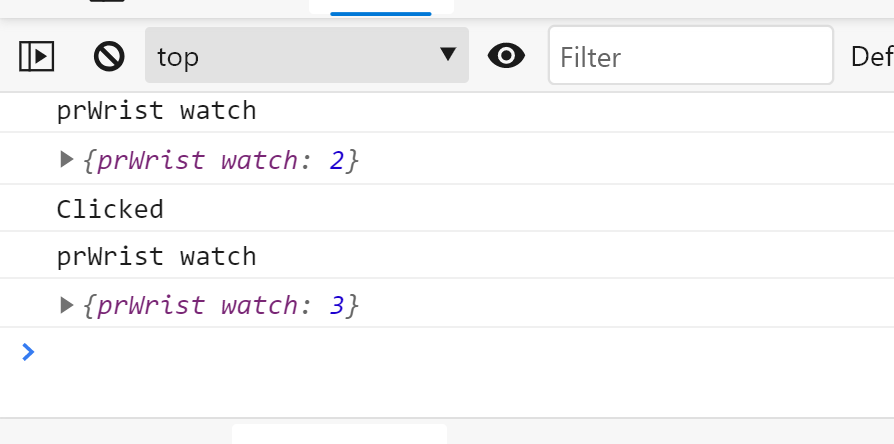 top Filter Def
prWrist watch
{prWrist watch: 2}
Clicked
prWrist watch
{prWrist watch: 3}